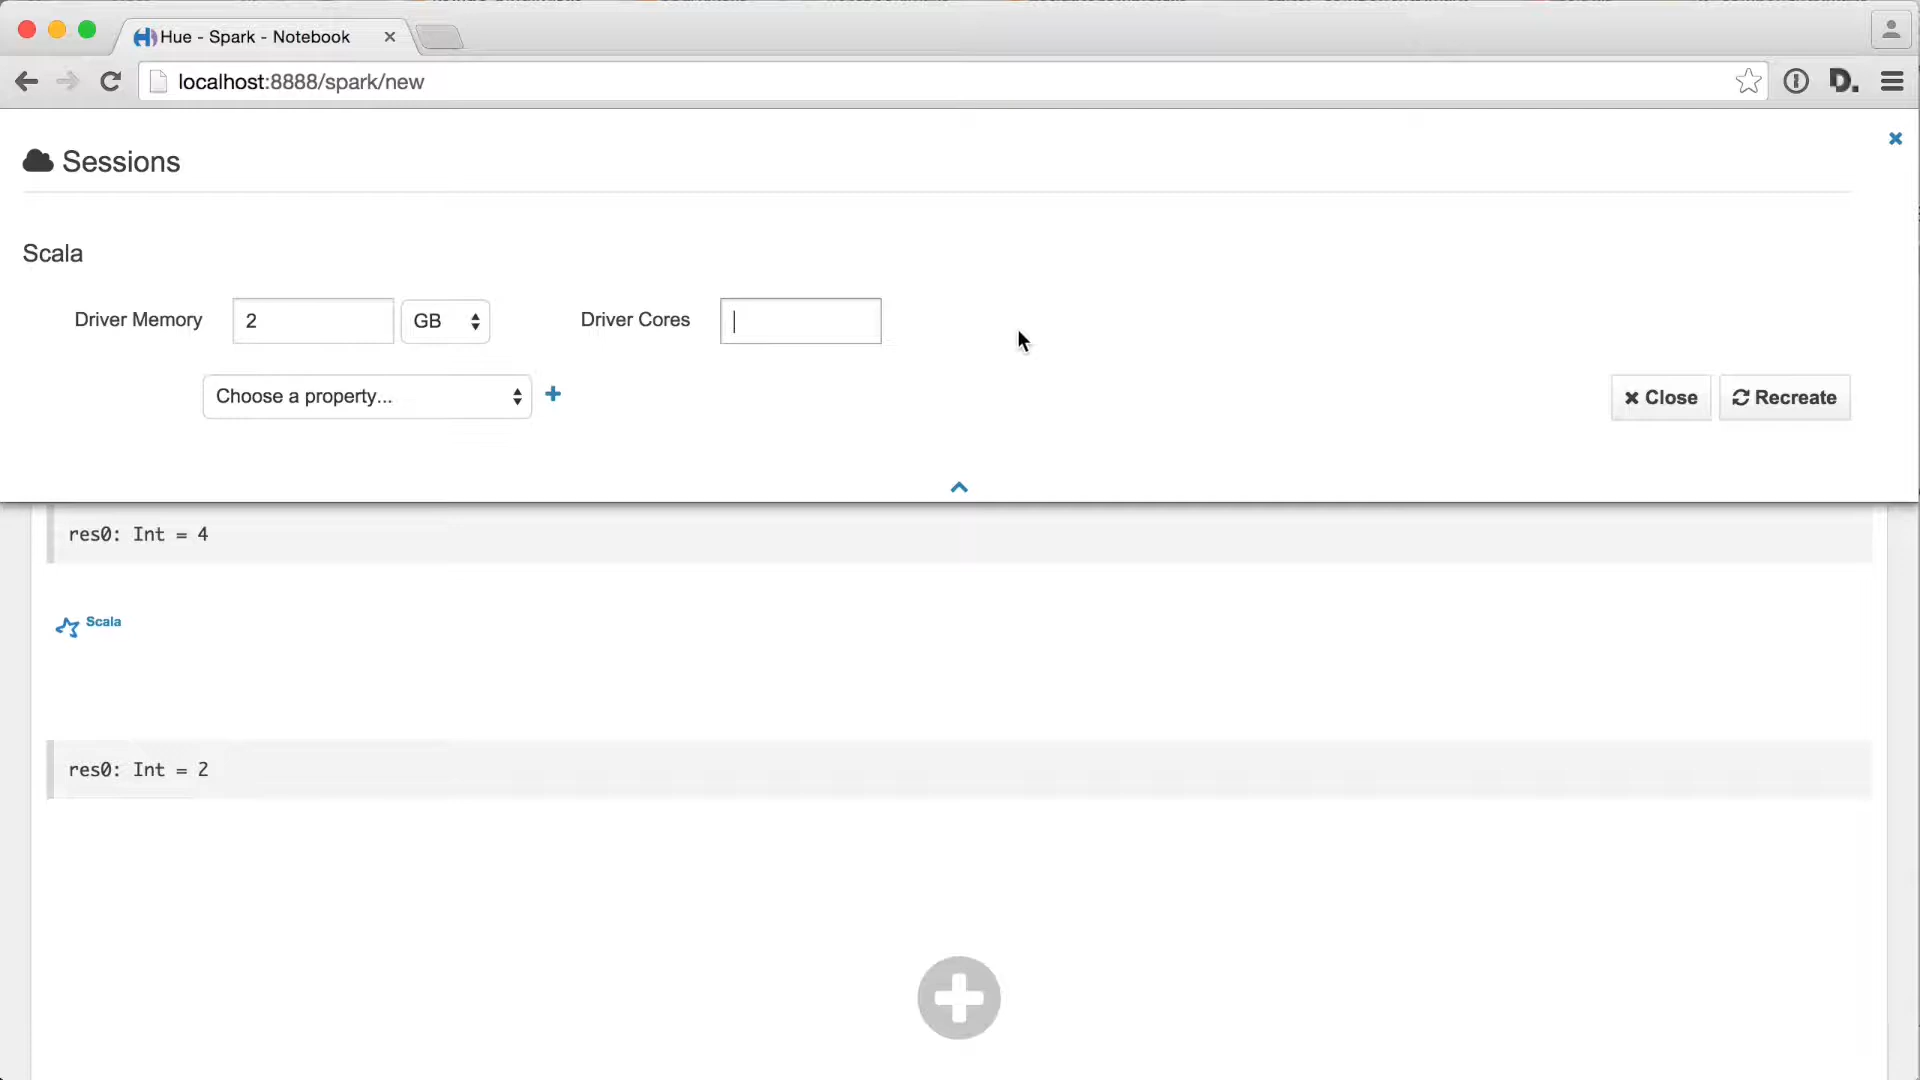 Hue - Spark - Notebook
localhost:8888/spark/new
D.
Sessions
Scala
Driver Memory 2 GB Driver Cores
Choose a property...
Close Recreate
res0: Int = 4
Scala
res0: Int = 2